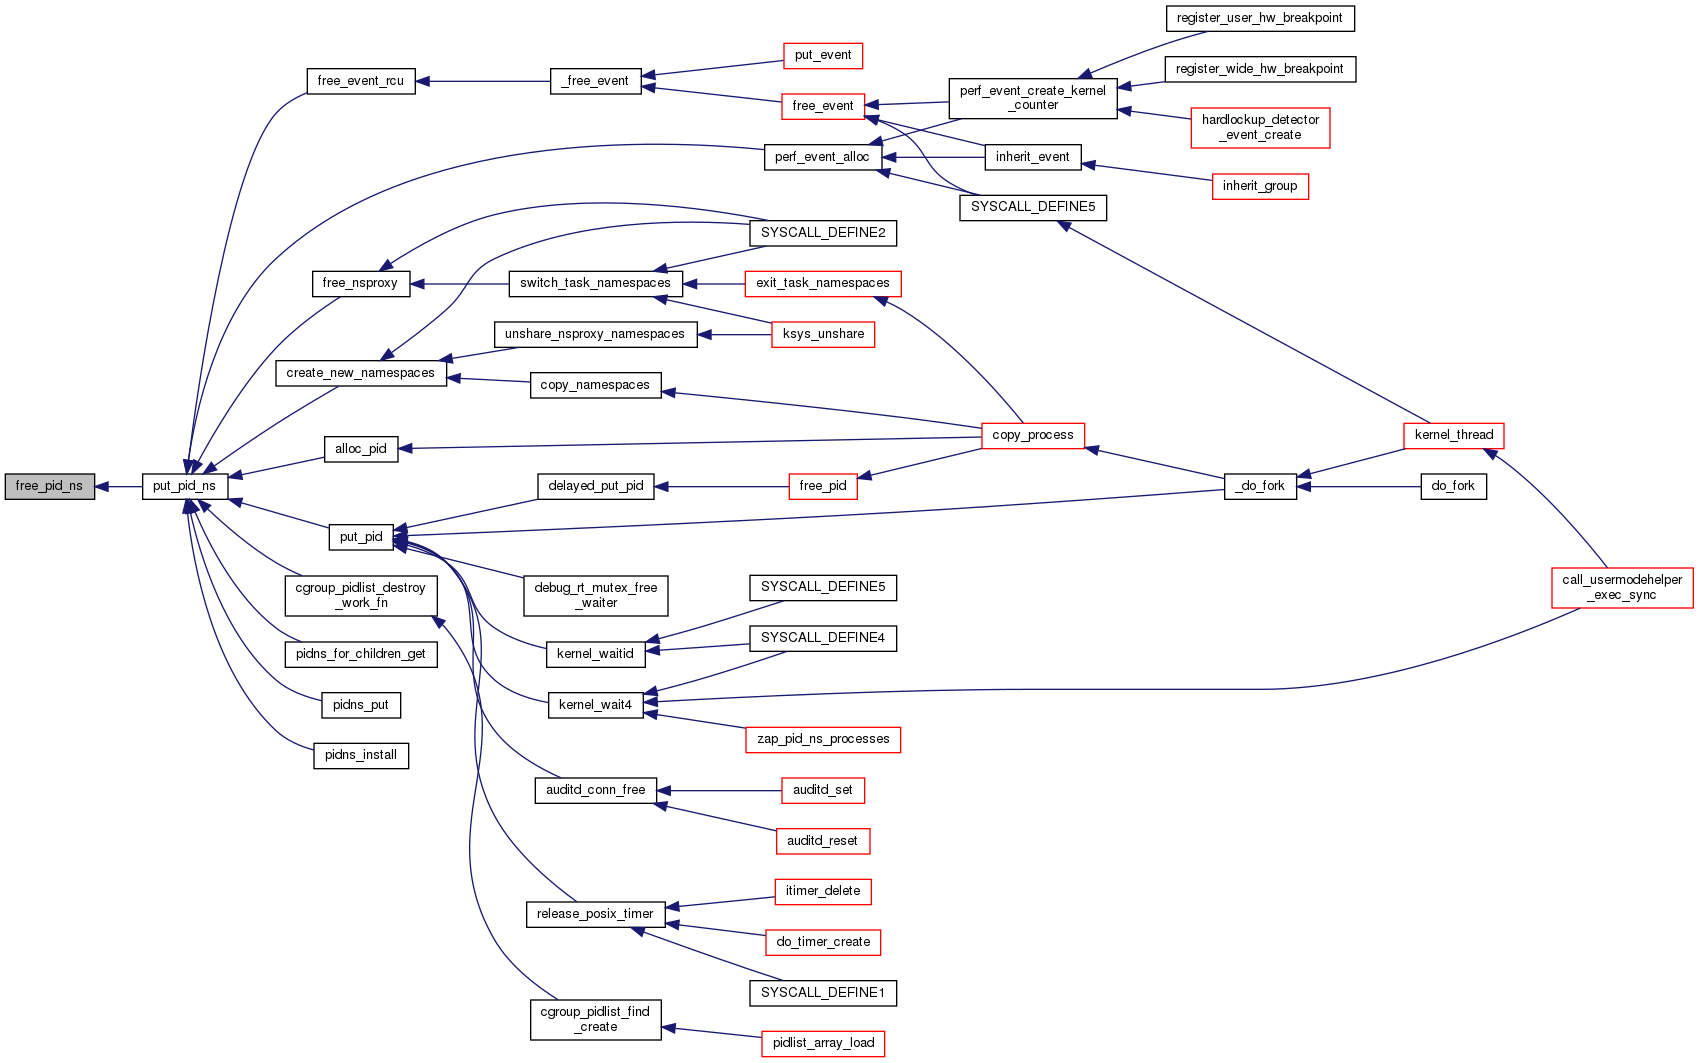 register_user_hw_breakpoint
put_event
free_event_rcu
_free_event
register_wide_hw_breakpoint
perf_event_create_kernel
_counter
free_event
hardlockup_detector
_event_create
perf_event_alloc
inherit_event
inherit_group
SYSCALL_DEFINE5
SYSCALL_DEFINE2
free_nsproxy
switch_task_namespaces
exit_task_namespaces
unshare_nsproxy_namespaces
ksys_unshare
create_new_namespaces
copy_namespaces
alloc_pid
copy_process
kernel_thread
free_pid_ns
put_pid_ns
delayed_put_pid
free_pid
_do_fork
do_fork
put_pid
cgroup_pidlist_destroy
_work_fn
debug_rt_mutex_free
_waiter
SYSCALL_DEFINE5
call_usermodehelper
_exec_sync
pidns_for_children_get
kernel_waitid
SYSCALL_DEFINE4
pidns_put
kernel_wait4
zap_pid_ns_processes
pidns_install
auditd_conn_free
auditd_set
auditd_reset
itimer_delete
release_posix_timer
do_timer_create
SYSCALL_DEFINE1
cgroup_pidlist_find
_create
pidlist_array_load